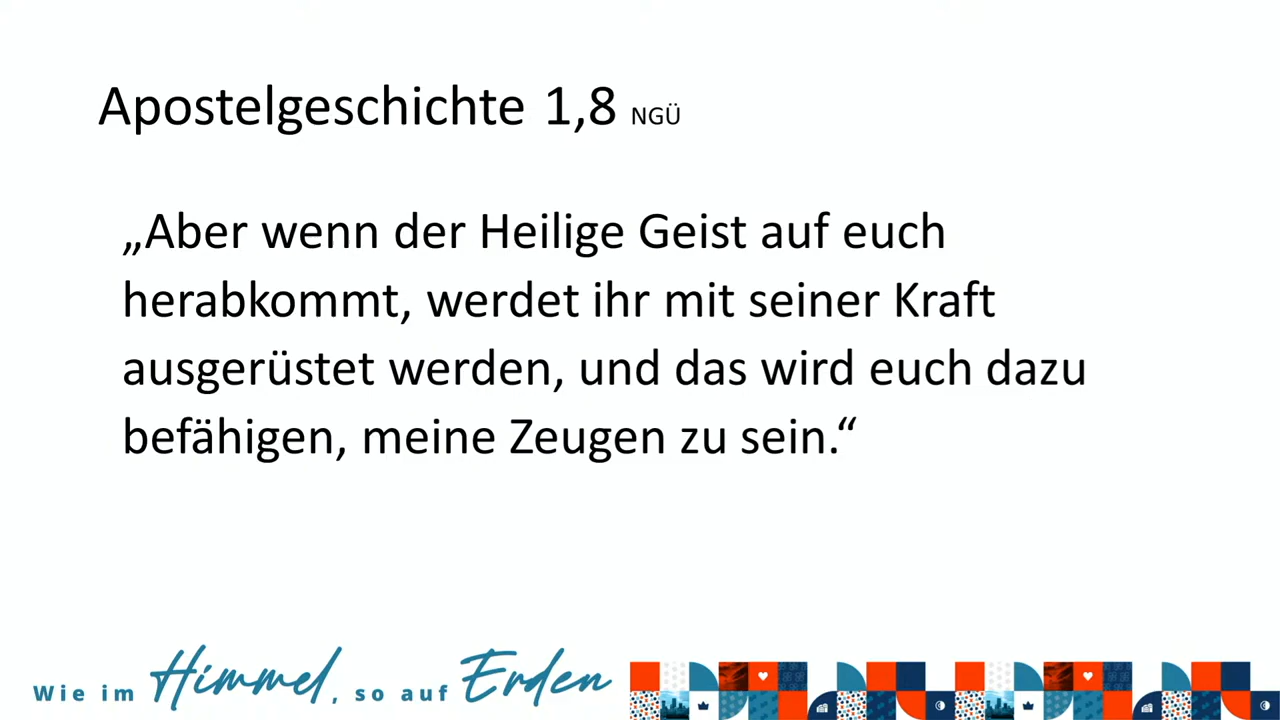 Apostelgeschichte 1,8 NGÜ
„Aber wenn der Heilige Geist auf euch
herabkommt, werdet ihr mit seiner Kraft
ausgerüstet werden, und das wird euch dazu
befähigen, meine Zeugen zu sein.“
Wie im Himmel, so auf Erden